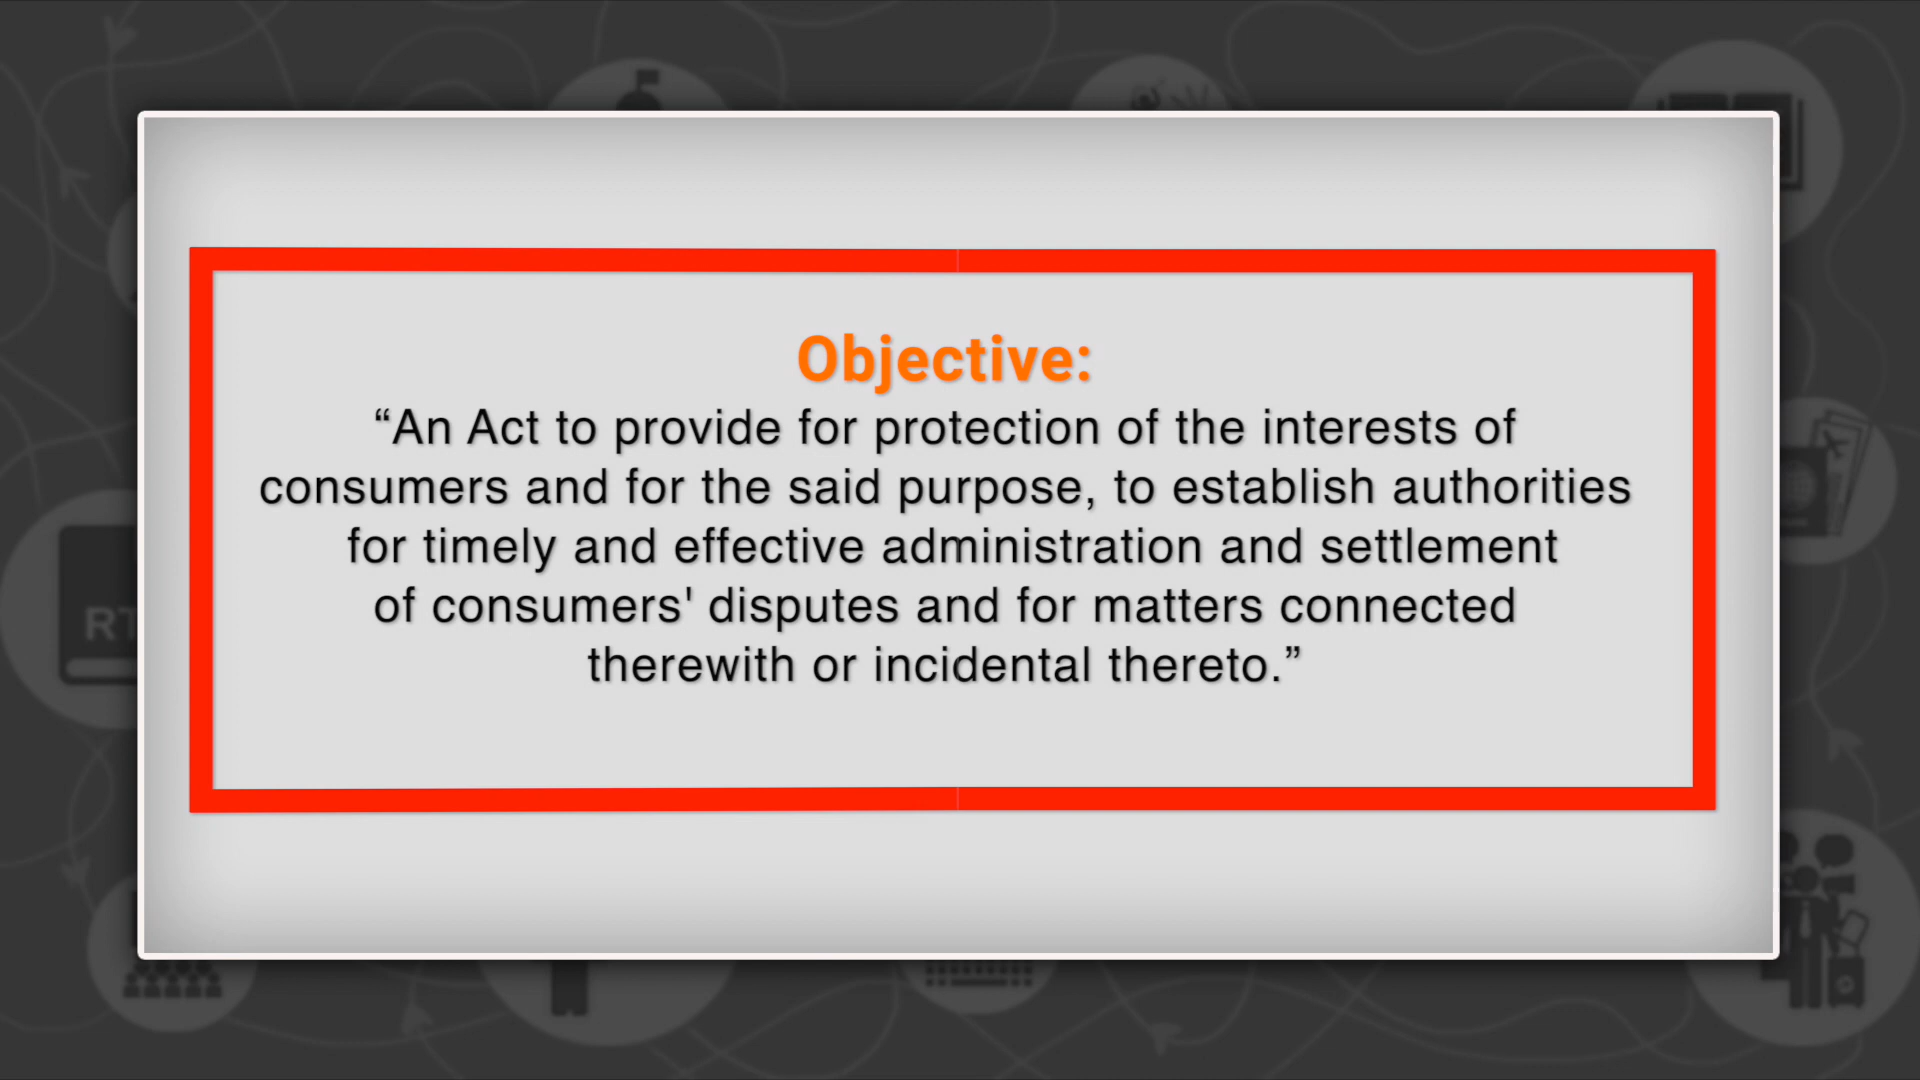 Objective:
“An Act to provide for protection of the interests of
consumers and for the said purpose, to establish authorities
for timely and effective administration and settlement
of consumers' disputes and for matters connected
therewith or incidental thereto.”